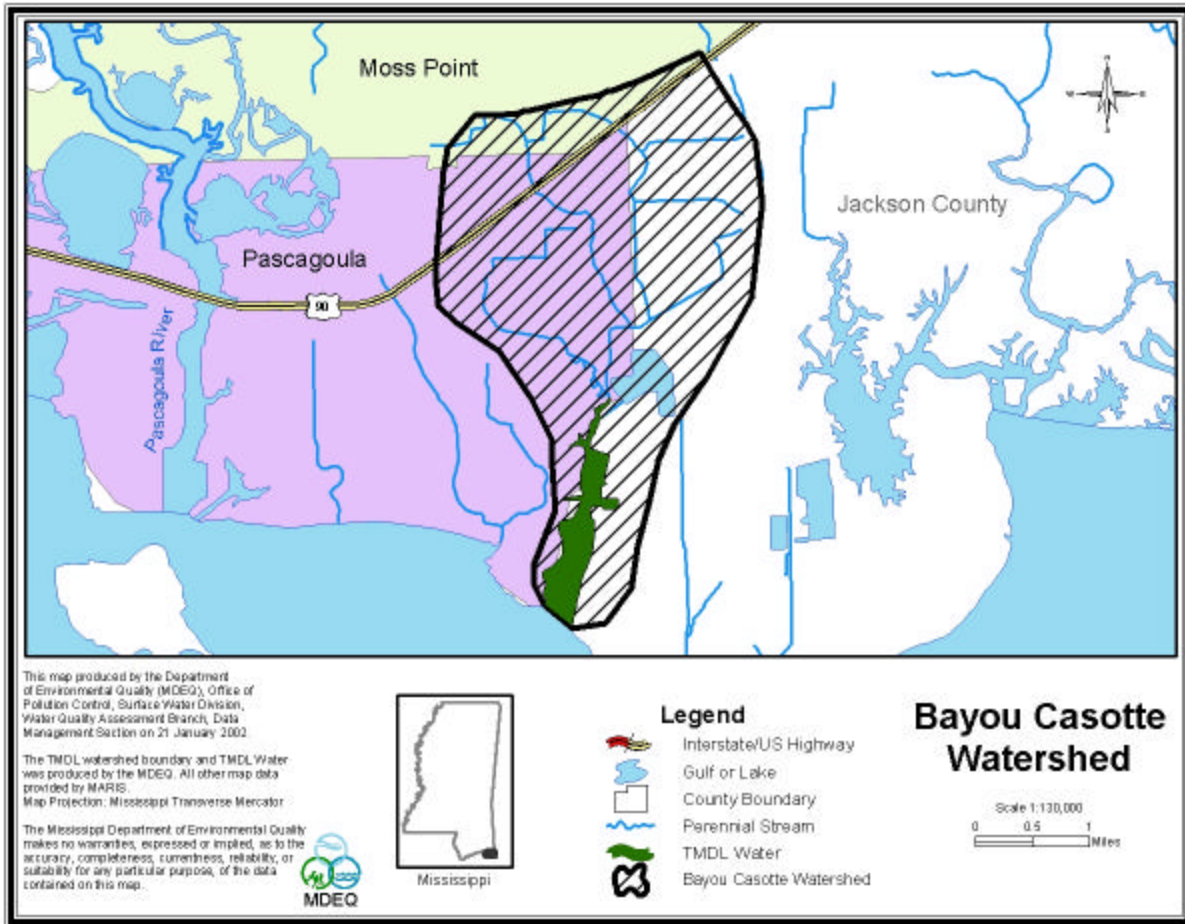 Moss Point
Jackson County
Pascagoula
90
Pascagoula River
N
W
E
S
This map produced by the Department
of Environmental Quality (MDEQ), Office of
Pollution Control, Surface Water Division,
Water Quality Assessment Branch, Data
Management Section on 21 January 2002.
The TMDL watershed boundary and TMDL Water
was produced by the MDEQ. All other map data
provided by MARIS.
Map Projection: Mississippi Transverse Mercator
The Mississippi Department of Environmental Quality
makes no warranties, expressed or implied, as to the
accuracy, completeness, currentness, reliability, or
suitability for any particular purpose, of the data
contained on this map.
MDEQ
Mississippi
Legend
Interstate/US Highway
Gulf or Lake
County Boundary
Perennial Stream
TMDL Water
Bayou Casotte Watershed
Bayou Casotte
Watershed
Scale 1:130,000
0 0.5 1
Miles